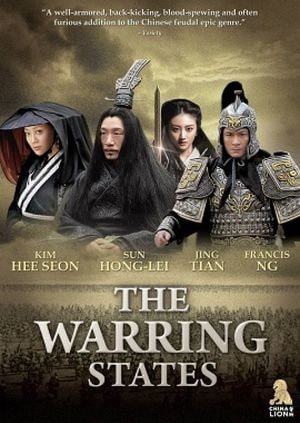 "A well-armored, back-kicking, blood-spewing and often
furious addition to the Chinese feudal epic genre."
- Variety
KIM
HEE SEON
SUN
HONG-LEI
JING
TIAN
FRANCIS
NG
THE
WARRING
STATES
CHINA
LION